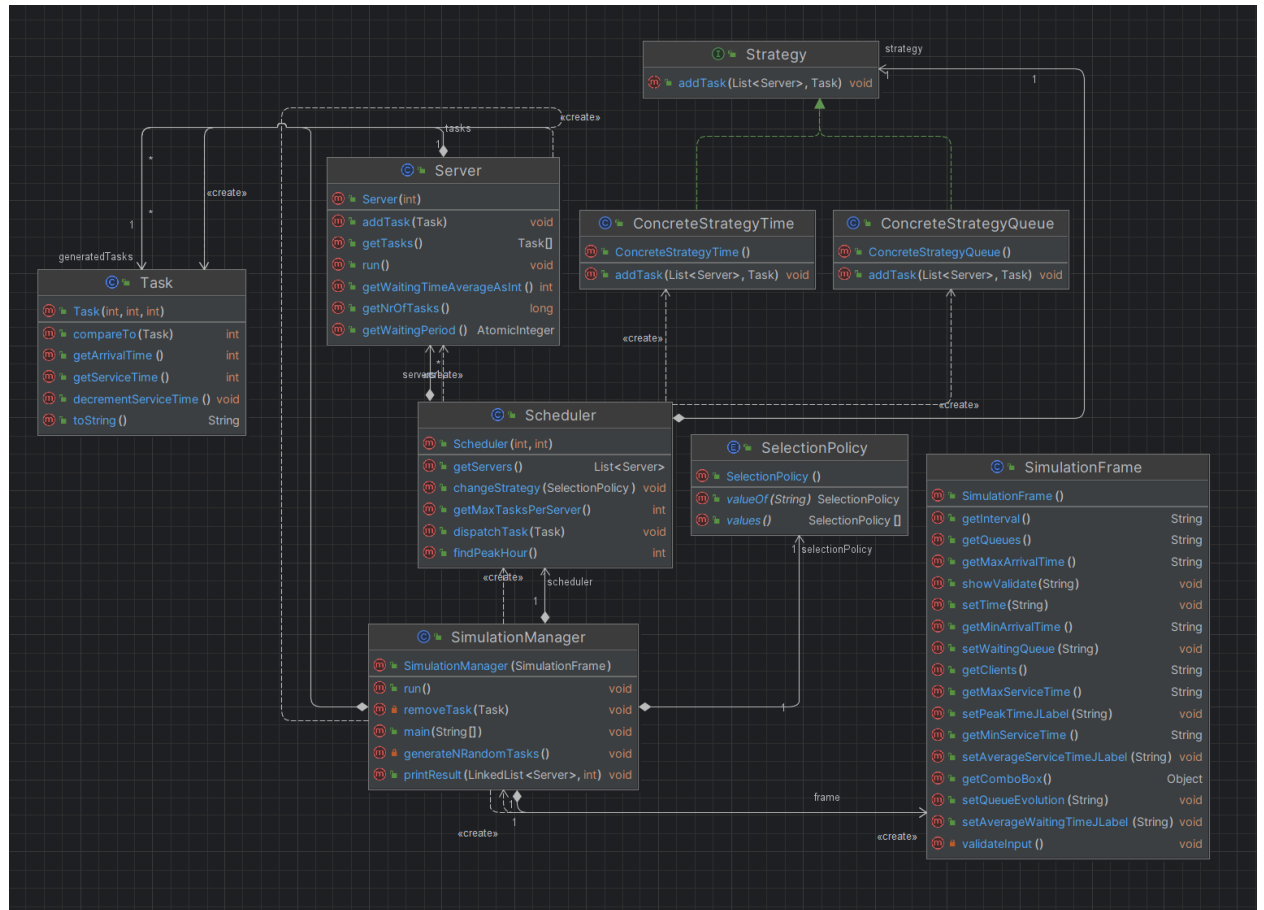 Strategy
addTask(List<Server>, Task) void
strategy
1
1
«create»
tasks
1
*
«create»
*
1
generatedTasks
Server
Server(int)
addTask(Task) void
getTasks() Task[]
run() void
getWaitingTimeAverageAsInt() int
getNrOfTasks() long
getWaitingPeriod() AtomicInteger
ConcreteStrategyTime
ConcreteStrategyTime()
addTask(List<Server>, Task) void
ConcreteStrategyQueue
ConcreteStrategyQueue()
addTask(List<Server>, Task) void
Task
Task(int, int, int)
compareTo(Task) int
getArrivalTime() int
getServiceTime() int
decrementServiceTime() void
toString() String
«create»
*
servers
«create»
«create»
Scheduler
Scheduler(int, int)
getServers() List<Server>
changeStrategy(SelectionPolicy) void
getMaxTasksPerServer() int
dispatchTask(Task) void
findPeakHour() int
SelectionPolicy
SelectionPolicy()
valueOf(String) SelectionPolicy
values() SelectionPolicy[]
1
selectionPolicy
«create»
scheduler
1
SimulationManager
SimulationManager(SimulationFrame)
run() void
removeTask(Task) void
main(String[]) void
generateNRandomTasks() void
printResult(LinkedList<Server>, int) void
1
1
1
«create»
frame
«create»
SimulationFrame
SimulationFrame()
getInterval() String
getQueues() String
getMaxArrivalTime() String
showValidate(String) void
setTime(String) void
getMinArrivalTime() String
setWaitingQueue(String) void
getClients() String
getMaxServiceTime() String
setPeakTimeJLabel(String) void
getMinServiceTime() String
setAverageServiceTimeJLabel(String) void
getComboBox() Object
setQueueEvolution(String) void
setAverageWaitingTimeJLabel(String) void
validateInput() void